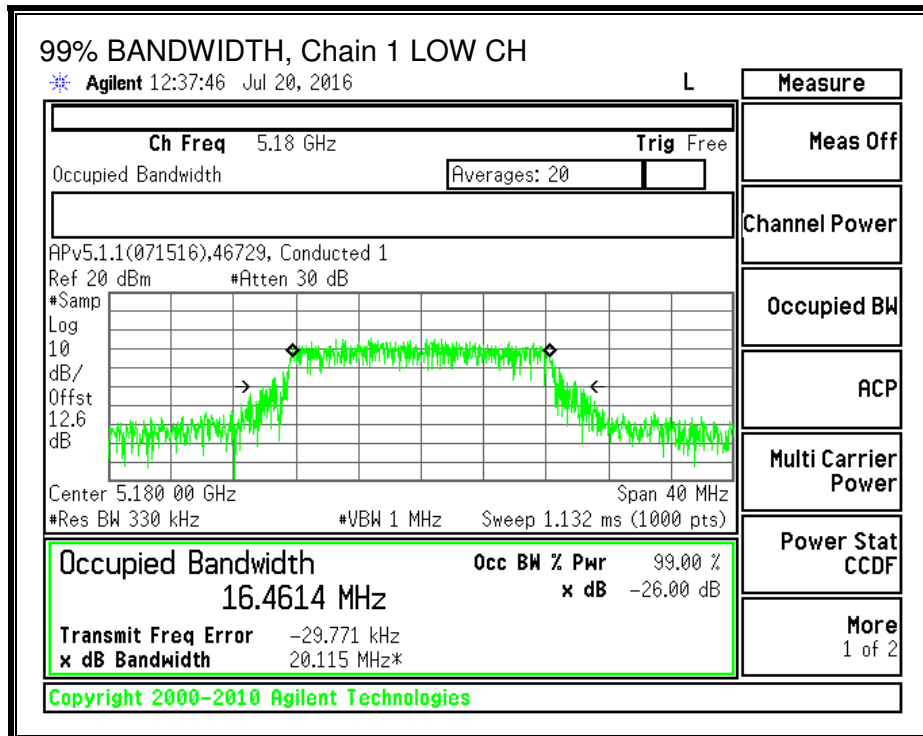 99% BANDWIDTH, Chain 1 LOW CH
Agilent 12:37:46 Jul 20, 2016 L
Measure
Ch Freq 5.18 GHz Trig Free
Meas Off
Occupied Bandwidth Averages: 20
Channel Power
APv5.1.1(071516),46729, Conducted 1
Ref 20 dBm #Atten 30 dB
#Samp
Log
10
dB/
Offst
12.6
dB
Occupied BW
ACP
Multi Carrier
Power
Center 5.180 00 GHz Span 40 MHz
#Res BW 330 kHz #VBW 1 MHz Sweep 1.132 ms (1000 pts)
Power Stat
CCDF
Occupied Bandwidth Occ BW % Pwr 99.00 %
16.4614 MHz x dB -26.00 dB
Transmit Freq Error -29.771 kHz
x dB Bandwidth 20.115 MHz*
More
1 of 2
Copyright 2000-2010 Agilent Technologies